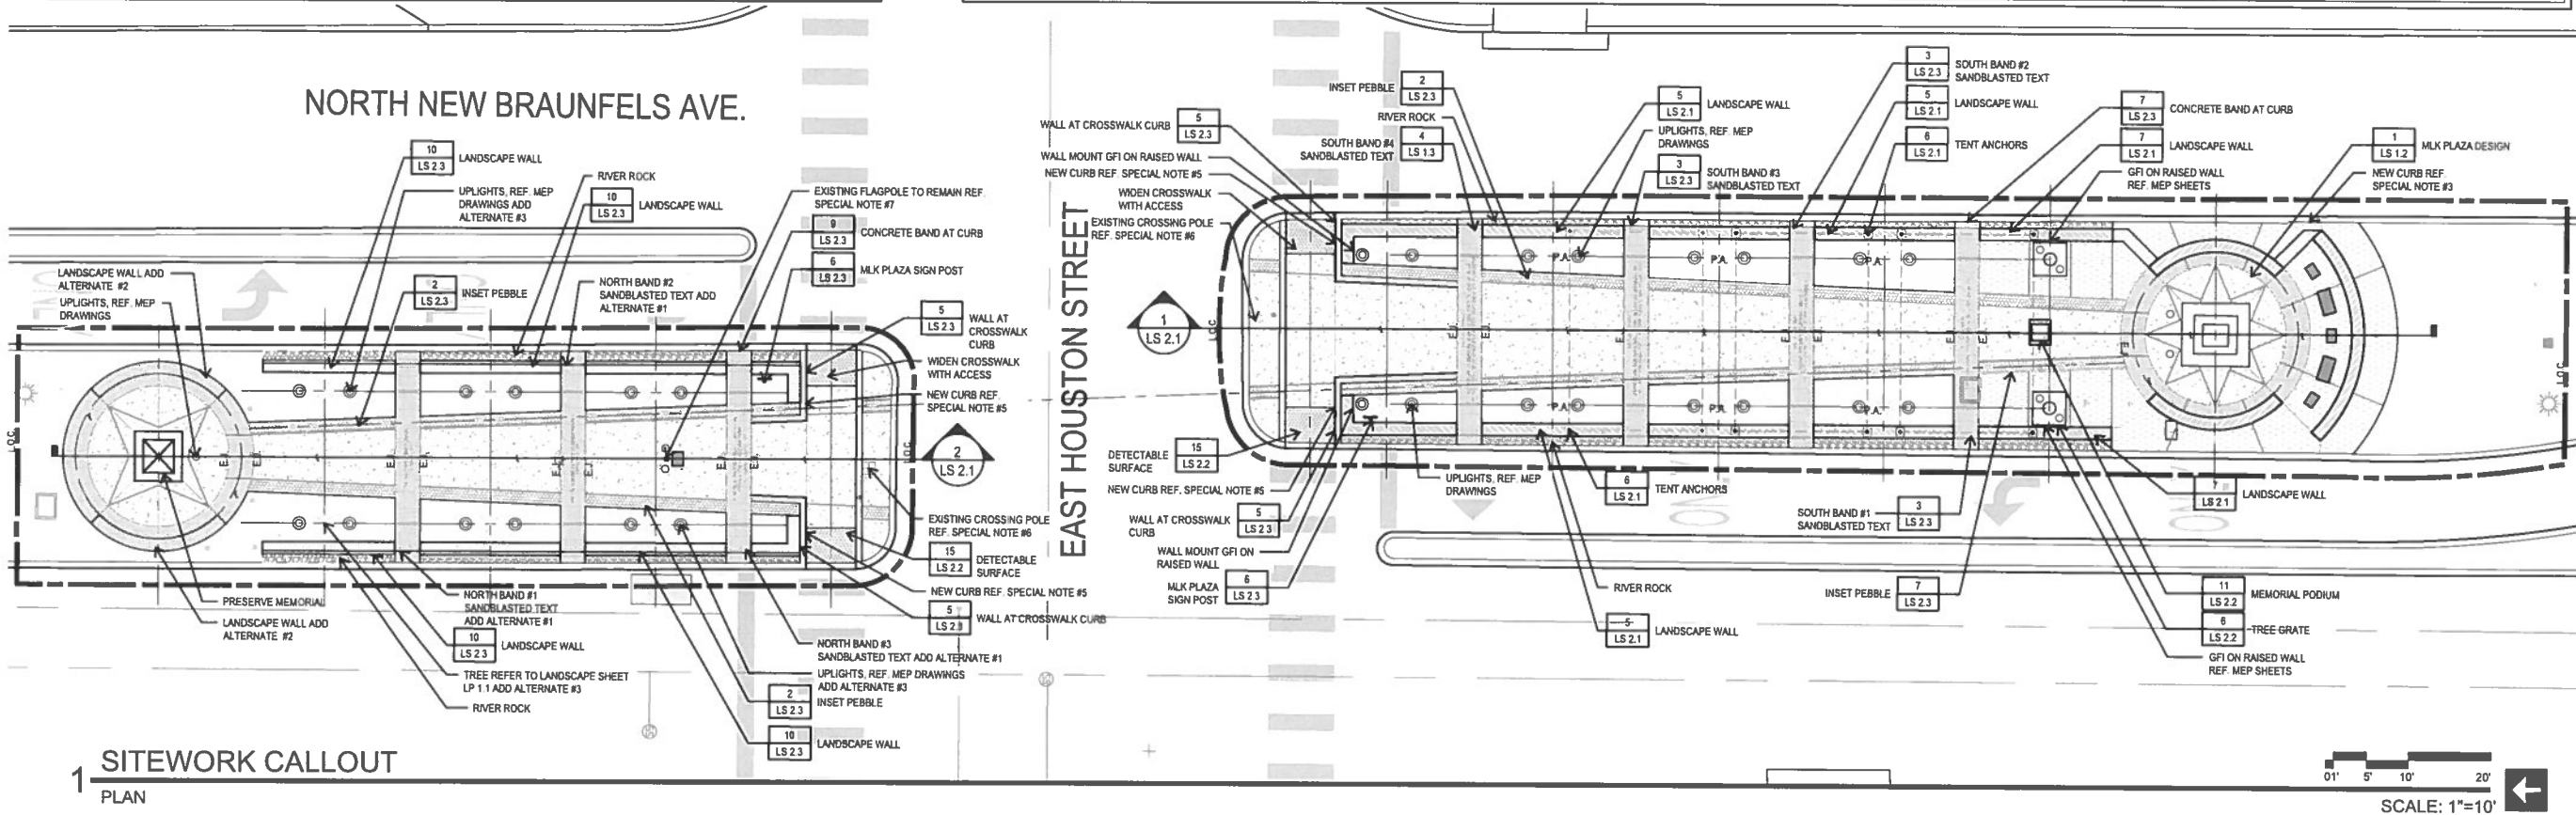 NORTH NEW BRAUNFELS AVE.
10
LS 2.3
LANDSCAPE WALL
UPLIGHTS, REF. MEP
DRAWINGS ADD
ALTERNATE #3
RIVER ROCK
10
LS 2.3
LANDSCAPE WALL
EXISTING FLAGPOLE TO REMAIN REF.
SPECIAL NOTE #7
9
LS 2.3
CONCRETE BAND AT CURB
6
LS 2.3
MLK PLAZA SIGN POST
LANDSCAPE WALL ADD
ALTERNATE #2
UPLIGHTS, REF. MEP
DRAWINGS
2
LS 2.3
INSET PEBBLE
NORTH BAND #2
SANDBLASTED TEXT ADD
ALTERNATE #1
5
LS 2.3
WALL AT
CROSSWALK
CURB
WIDEN CROSSWALK
WITH ACCESS
NEW CURB REF.
SPECIAL NOTE #5
2
LS 2.1
L.O.C
E.J.
E.J.
E.J.
E.J.
E.J.
E.J.
E.J.
L.O.C
EXISTING CROSSING POLE
REF. SPECIAL NOTE #6
15
LS 2.2
DETECTABLE
SURFACE
NEW CURB REF. SPECIAL NOTE #5
5
LS 2.3
WALL AT CROSSWALK CURB
PRESERVE MEMORIAL
LANDSCAPE WALL ADD
ALTERNATE #2
NORTH BAND #1
SANDBLASTED TEXT
ADD ALTERNATE #1
10
LS 2.3
LANDSCAPE WALL
TREE REFER TO LANDSCAPE SHEET
LP 1.1 ADD ALTERNATE #3
RIVER ROCK
NORTH BAND #3
SANDBLASTED TEXT ADD ALTERNATE #1
UPLIGHTS, REF. MEP DRAWINGS
ADD ALTERNATE #3
2
LS 2.3
INSET PEBBLE
10
LS 2.3
LANDSCAPE WALL
EAST HOUSTON STREET
WALL AT CROSSWALK CURB
5
LS 2.3
WALL MOUNT GFI ON RAISED WALL
NEW CURB REF. SPECIAL NOTE #5
WIDEN CROSSWALK
WITH ACCESS
EXISTING CROSSING POLE
REF. SPECIAL NOTE #6
INSET PEBBLE
2
LS 2.3
RIVER ROCK
SOUTH BAND #4
SANDBLASTED TEXT
4
LS 1.3
5
LS 2.1
LANDSCAPE WALL
UPLIGHTS, REF. MEP
DRAWINGS
3
LS 2.3
SOUTH BAND #3
SANDBLASTED TEXT
3
LS 2.3
SOUTH BAND #2
SANDBLASTED TEXT
5
LS 2.1
LANDSCAPE WALL
6
LS 2.1
TENT ANCHORS
7
LS 2.3
CONCRETE BAND AT CURB
7
LS 2.1
LANDSCAPE WALL
GFI ON RAISED WALL
REF. MEP SHEETS
1
LS 1.2
MLK PLAZA DESIGN
NEW CURB REF.
SPECIAL NOTE #3
1
LS 2.1
L.O.C
P.A.
P.A.
P.A.
E.J.
E.J.
E.J.
E.J.
E.J.
E.J.
E.J.
E.J.
E.J.
P.A.
P.A.
P.A.
L.O.C
DETECTABLE
SURFACE
15
LS 2.2
NEW CURB REF. SPECIAL NOTE #5
WALL AT CROSSWALK
CURB
5
LS 2.3
WALL MOUNT GFI ON
RAISED WALL
MLK PLAZA
SIGN POST
6
LS 2.3
UPLIGHTS, REF. MEP
DRAWINGS
6
LS 2.1
TENT ANCHORS
RIVER ROCK
5
LS 2.1
LANDSCAPE WALL
SOUTH BAND #1
SANDBLASTED TEXT
3
LS 2.3
INSET PEBBLE
7
LS 2.3
7
LS 2.1
LANDSCAPE WALL
11
LS 2.2
MEMORIAL PODIUM
6
LS 2.2
TREE GRATE
GFI ON RAISED WALL
REF. MEP SHEETS
1
SITEWORK CALLOUT
PLAN
01'
5'
10'
20'
SCALE: 1"=10'